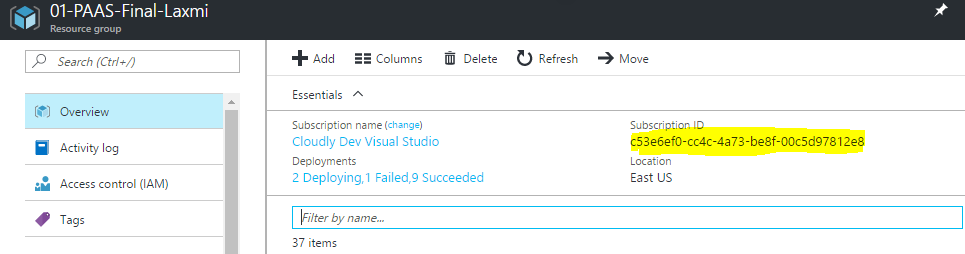 01-PAAS-Final-Laxmi
Resource group
Search (Ctrl+/)
Overview
Activity log
Access control (IAM)
Tags
Add Columns Delete Refresh Move
Essentials
Subscription name (change)
Cloudly Dev Visual Studio
Deployments
2 Deploying,1 Failed,9 Succeeded
Subscription ID
c53e6ef0-cc4c-4a73-be8f-00c5d97812e8
Location
East US
Filter by name...
37 items